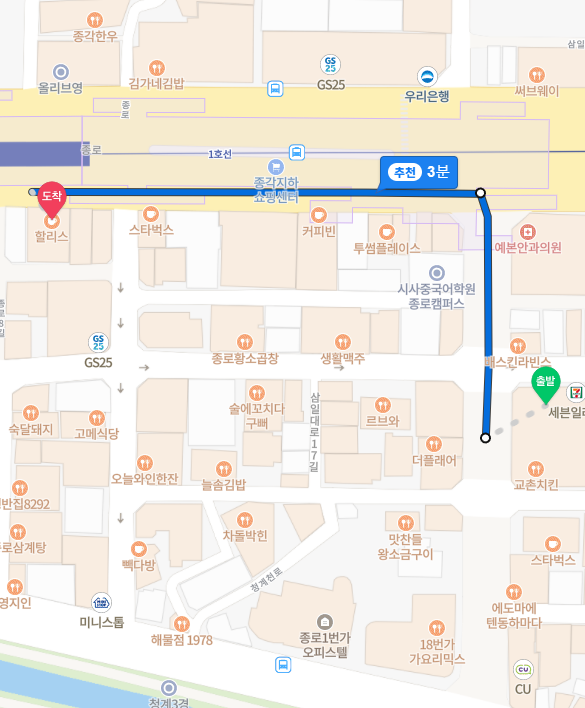 종각한우
삼일
올리브영
김가네김밥
GS25
우리은행
써브웨이
종로
종로
1호선
종각지하
쇼핑센터
추천 3분
도착
할리스
스타벅스
커피빈
투썸플레이스
예본안과의원
시사중국어학원
종로캠퍼스
GS25
종로황소곱창
생활맥주
배스킨라빈스
출발
세븐일레
숙달돼지
고메식당
술에꼬치다
구뻬
삼일대로17길
르브와
더플래어
오늘와인한잔
늘솜김밥
교촌치킨
반집8292
차돌박힌
맛찬들
왕소금구이
로삼계탕
빽다방
스타벅스
청계천로
영지인
미니스톱
해물점 1978
종로1번가
오피스텔
에도마에
텐동하마다
18번가
가요리믹스
CU
청계3경